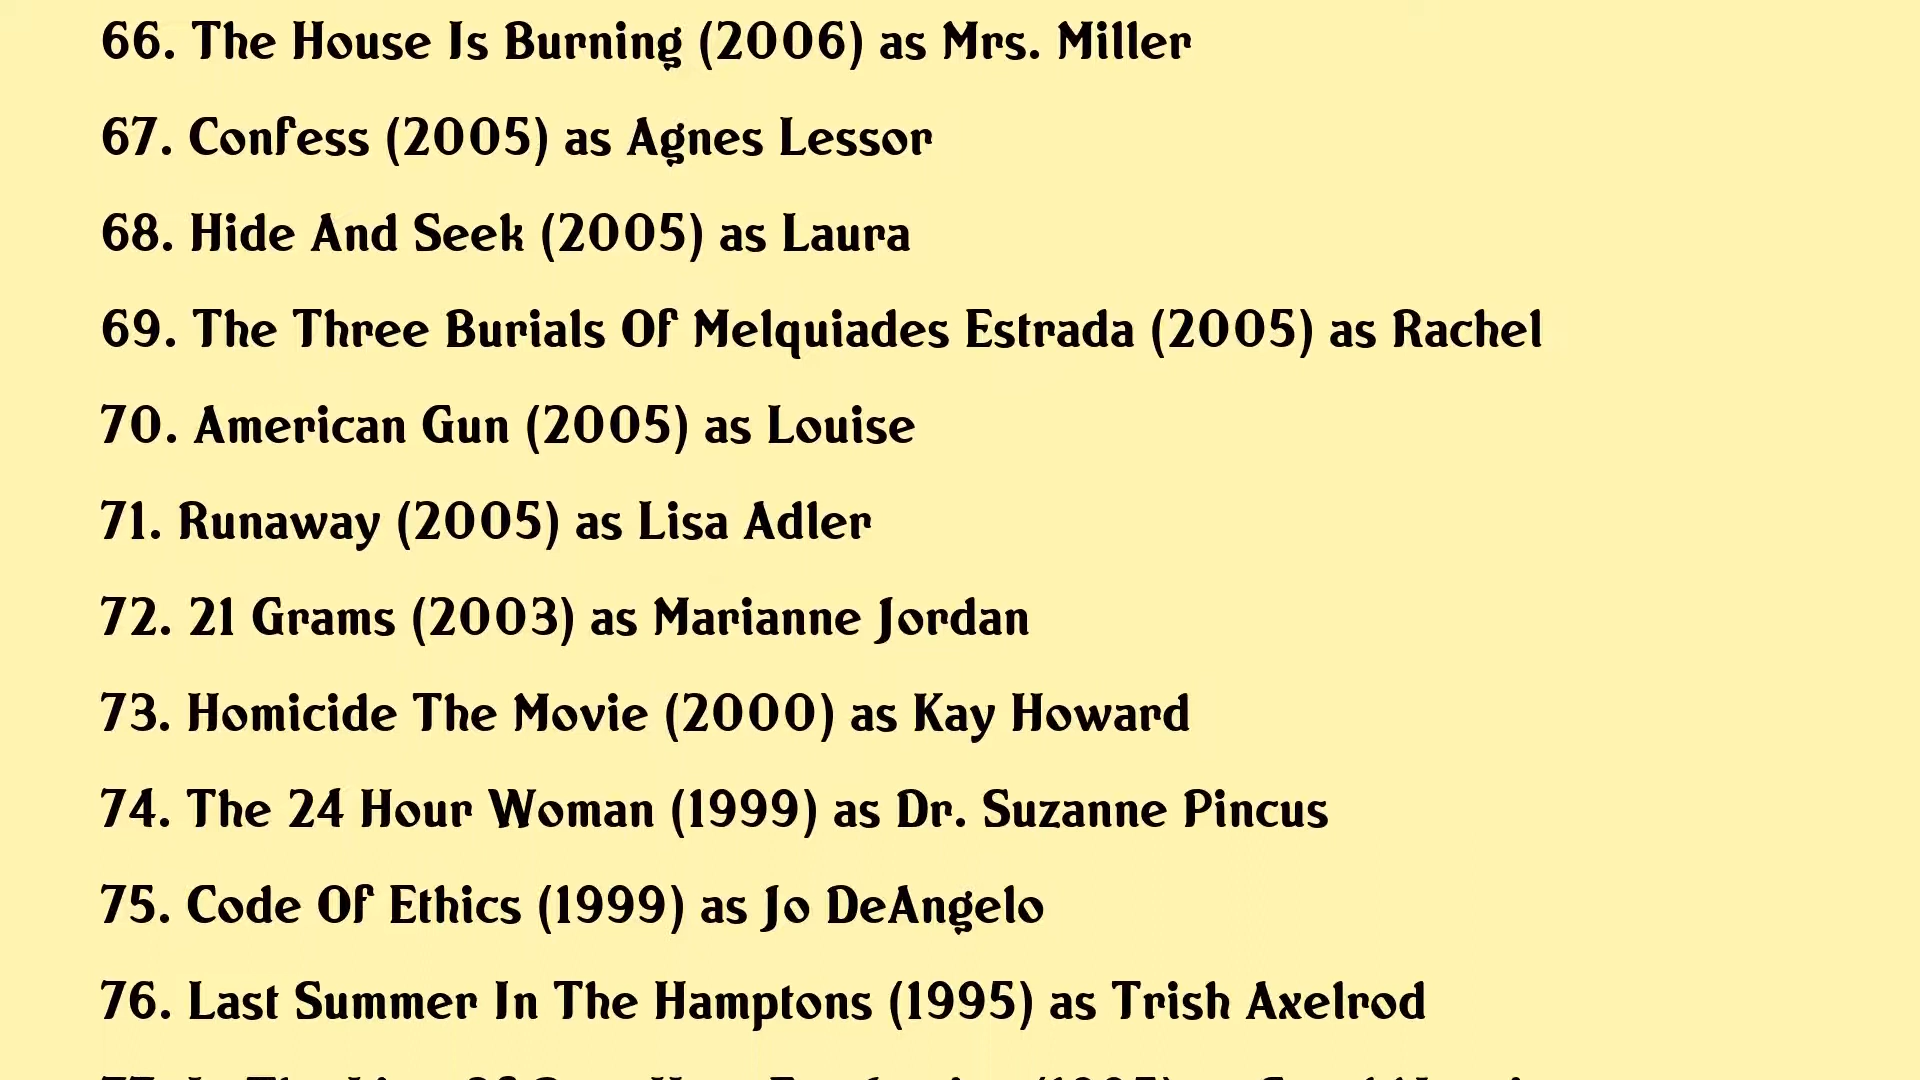 66. The House Is Burning (2006) as Mrs. Miller
67. Confess (2005) as Agnes Lessor
68. Hide And Seek (2005) as Laura
69. The Three Burials Of Melquiades Estrada (2005) as Rachel
70. American Gun (2005) as Louise
71. Runaway (2005) as Lisa Adler
72. 21 Grams (2003) as Marianne Jordan
73. Homicide The Movie (2000) as Kay Howard
74. The 24 Hour Woman (1999) as Dr. Suzanne Pincus
75. Code Of Ethics (1999) as Jo DeAngelo
76. Last Summer In The Hamptons (1995) as Trish Axelrod